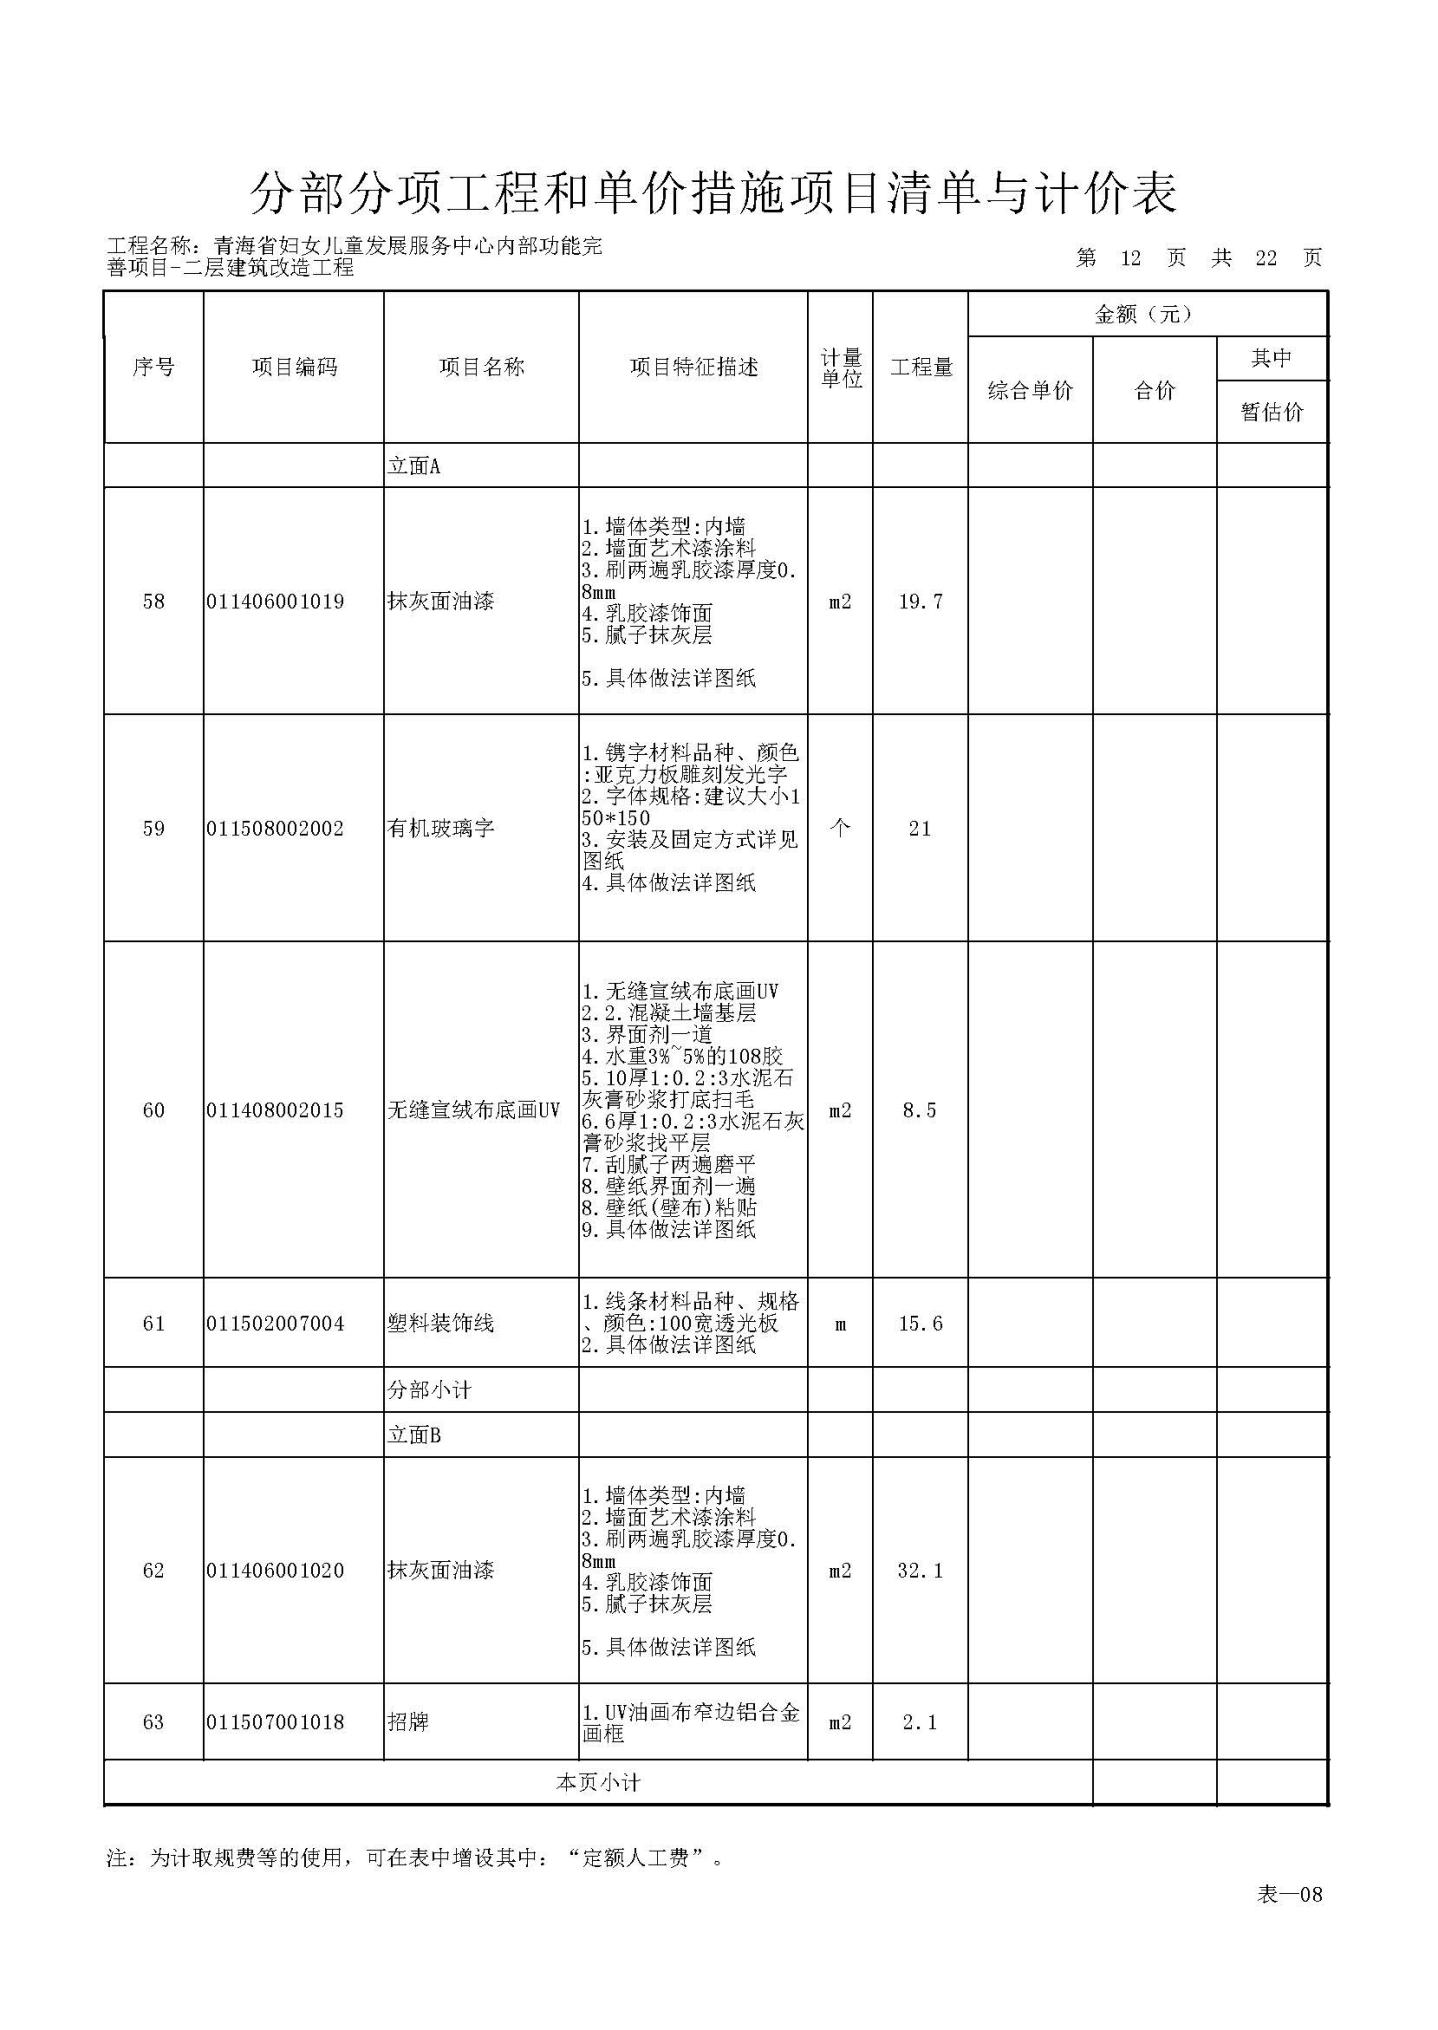 分部分项工程和单价措施项目清单与计价表
工程名称：青海省妇女儿童发展服务中心内部功能完
善项目-二层建筑改造工程
第 12 页 共 22 页
序号 项目编码 项目名称 项目特征描述 计量单位 工程量 金额（元）
综合单价 合价 其中
暂估价
立面A
58 011406001019 抹灰面油漆
1.墙体类型:内墙
2.墙面艺术漆涂料
3.刷两遍乳胶漆厚度0.
8mm
4.乳胶漆饰面
5.腻子抹灰层
5.具体做法详图纸
m2 19.7
59 011508002002 有机玻璃字
1.镌字材料品种、颜色
:亚克力板雕刻发光字
2.字体规格:建议大小1
50*150
3.安装及固定方式详见
图纸
4.具体做法详图纸
个 21
60 011408002015 无缝宣绒布底画UV
1.无缝宣绒布底画UV
2.2.混凝土墙基层
3.界面剂一道
4.水重3%~5%的108胶
5.10厚1:0.2:3水泥石
灰膏砂浆打底扫毛
6.6厚1:0.2:3水泥石灰
膏砂浆找平层
7.刮腻子两遍磨平
8.壁纸界面剂一遍
8.壁纸(壁布)粘贴
9.具体做法详图纸
m2 8.5
61 011502007004 塑料装饰线
1.线条材料品种、规格
、颜色:100宽透光板
2.具体做法详图纸
m 15.6
分部小计
立面B
62 011406001020 抹灰面油漆
1.墙体类型:内墙
2.墙面艺术漆涂料
3.刷两遍乳胶漆厚度0.
8mm
4.乳胶漆饰面
5.腻子抹灰层
5.具体做法详图纸
m2 32.1
63 011507001018 招牌
1.UV油画布窄边铝合金
画框
m2 2.1
本页小计
注：为计取规费等的使用，可在表中增设其中：“定额人工费”。
表—08